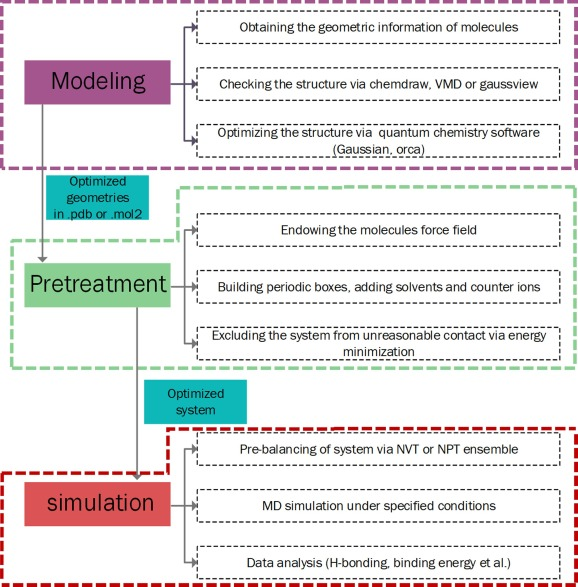 Obtaining the geometric information of molecules
Modeling
Checking the structure via chemdraw, VMD or gaussview
Optimizing the structure via quantum chemistry software
(Gaussian, orca)
Optimized
geometries
in .pdb or .mol2
Endowing the molecules force field
Pretreatment
Building periodic boxes, adding solvents and counter ions
Excluding the system from unreasonable contact via energy
minimization
Optimized
system
Pre-balancing of system via NVT or NPT ensemble
simulation
MD simulation under specified conditions
Data analysis (H-bonding, binding energy et al.)